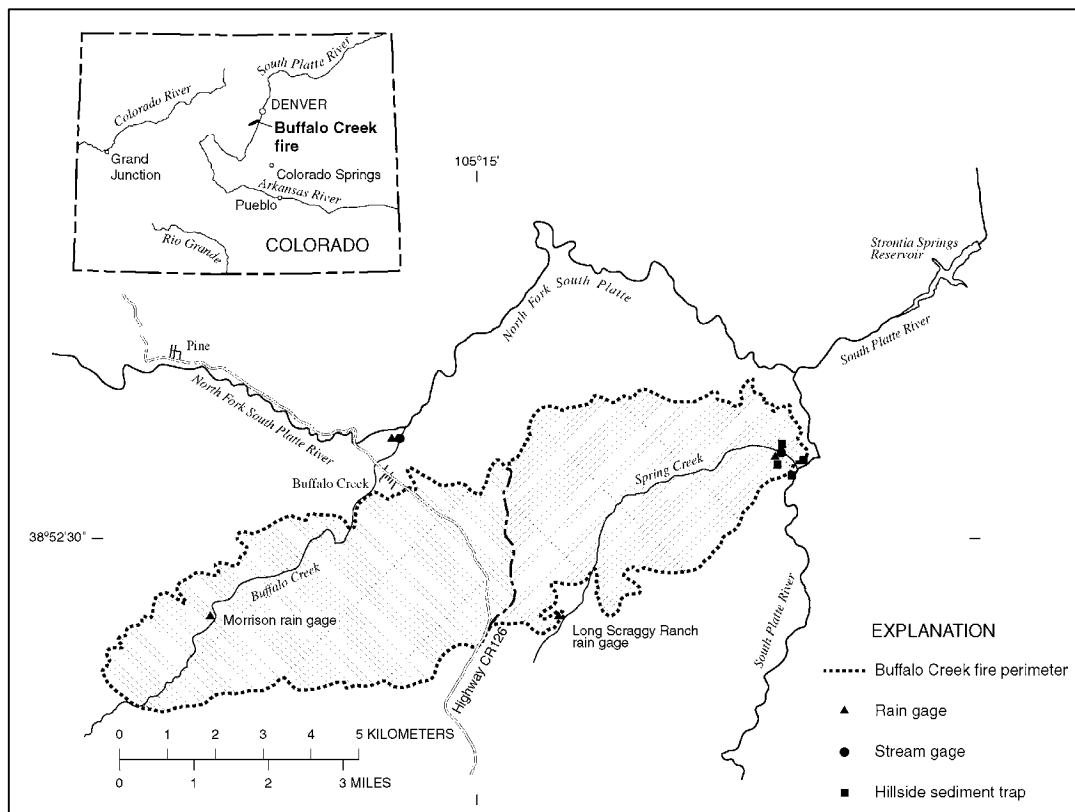 South Platte River
Colorado River
DENVER
Buffalo Creek
fire
Grand
Junction
Colorado Springs
Arkansas River
Pueblo
Rio Grande
COLORADO
105°15'
Strontia Springs
Reservoir
North Fork South Platte
South Platte River
Pine
North Fork South Platte River
Spring Creek
Buffalo Creek
38°52'30"
Buffalo Creek
Morrison rain gage
Long Scraggy Ranch
rain gage
Highway CR126
South Platte River
EXPLANATION
Buffalo Creek fire perimeter
Rain gage
Stream gage
Hillside sediment trap
0 1 2 3 4 5 KILOMETERS
0 1 2 3 MILES